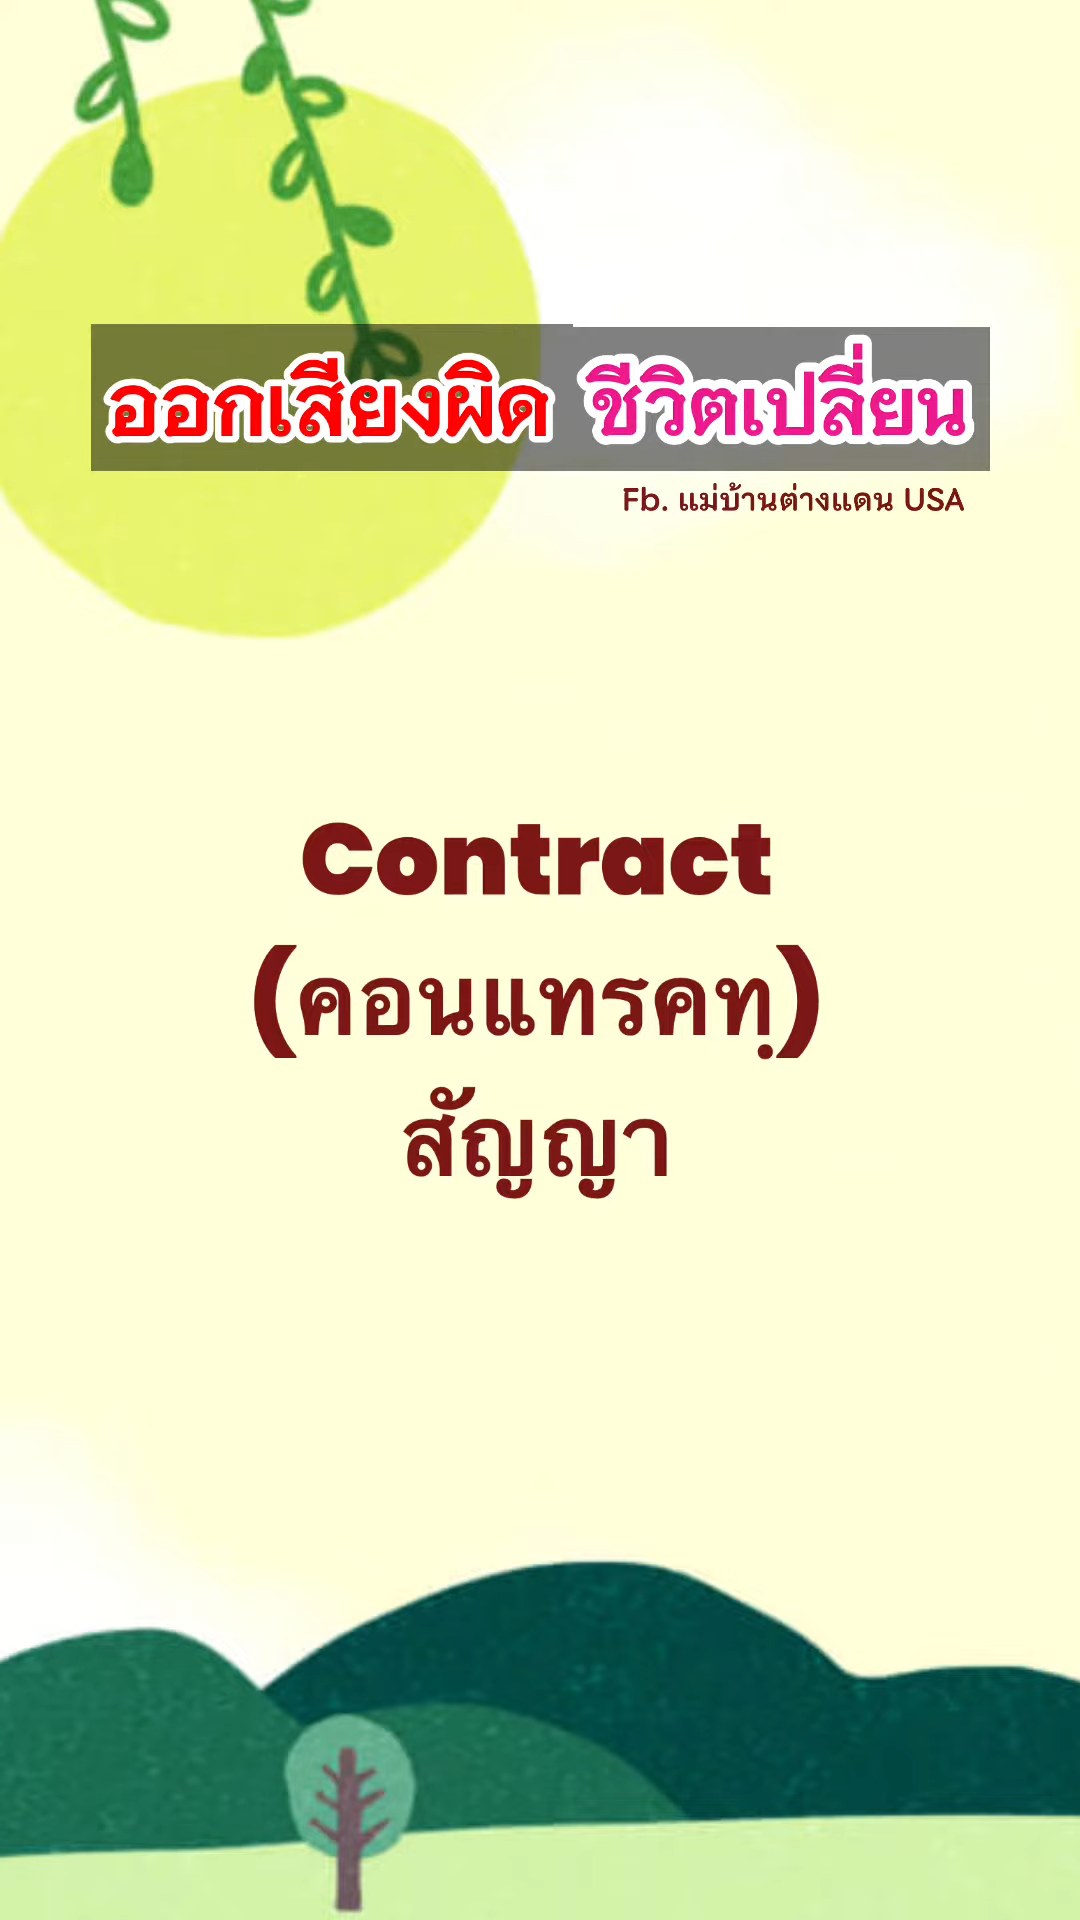 ออกเสียงผิด ชีวิตเปลี่ยน
Fb. แม่บ้านต่างแดน USA
Contract
(คอนแทรคทฺ)
สัญญา